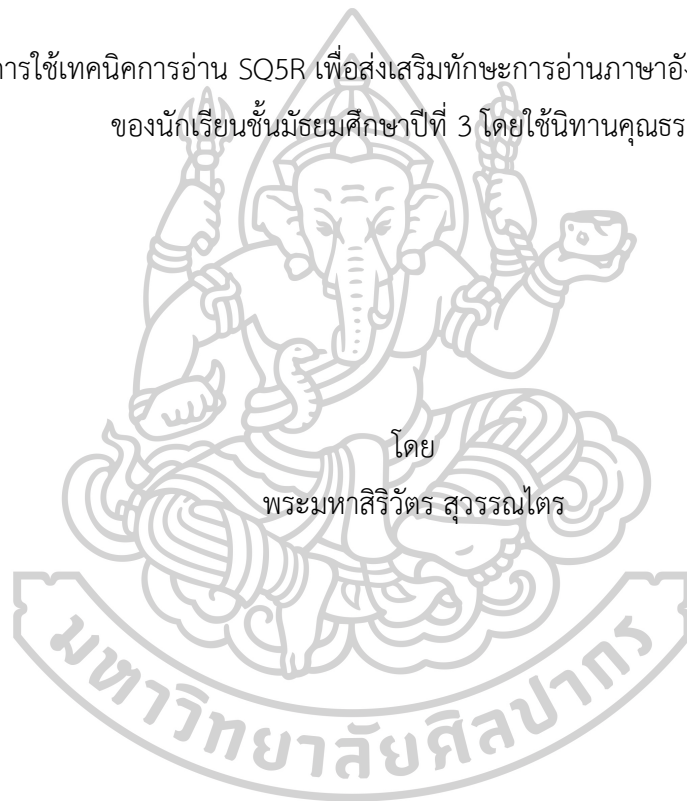 การใช้เทคนิคการอ่าน SQ5R เพื่อส่งเสริมทักษะการอ่านภาษาอัง
ของนักเรียนชั้นมัธยมศึกษาปีที่ 3 โดยใช้นิทานคุณธร
โดย
พระมหาสิริวัตร สุวรรณไตร
มหาวิทยาลัยศิลปากร